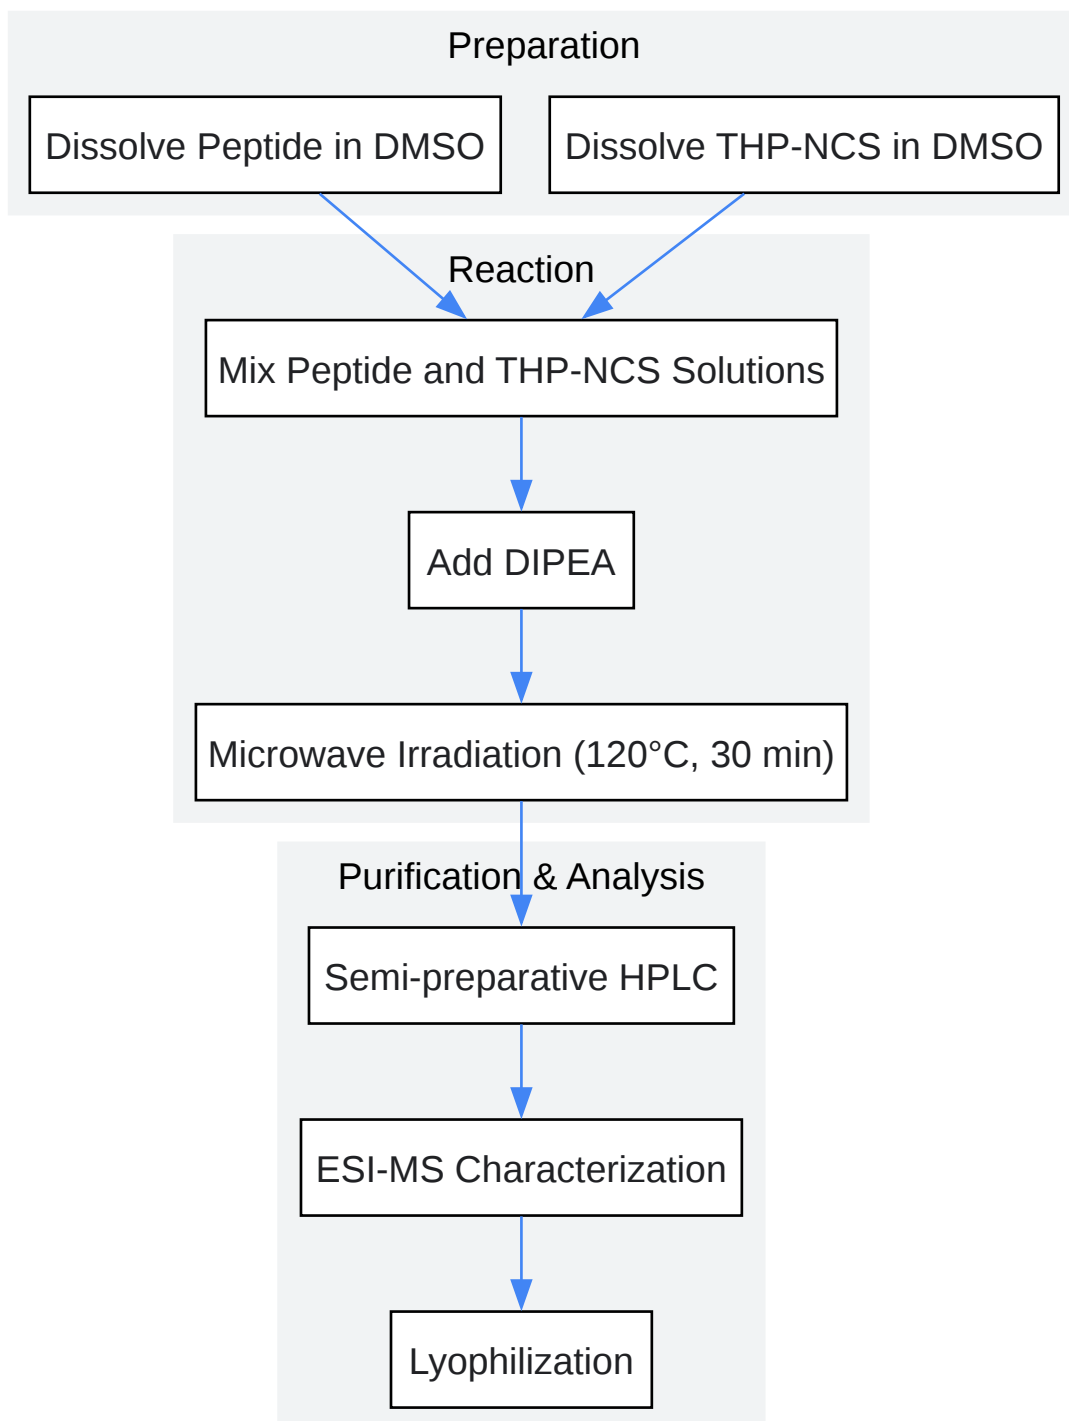 Preparation
Dissolve Peptide in DMSO
Dissolve THP-NCS in DMSO
Reaction
Mix Peptide and THP-NCS Solutions
Add DIPEA
Microwave Irradiation (120°C, 30 min)
Purification & Analysis
Semi-preparative HPLC
ESI-MS Characterization
Lyophilization